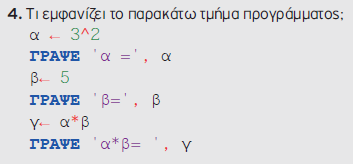 4. Τι εμφανίζει το παρακάτω τμήμα προγράμματος;
α ← 3^2
ΓΡΑΨΕ 'α =', α
β← 5
ΓΡΑΨΕ 'β=', β
γ← α*β
ΓΡΑΨΕ 'α*β= ', γ